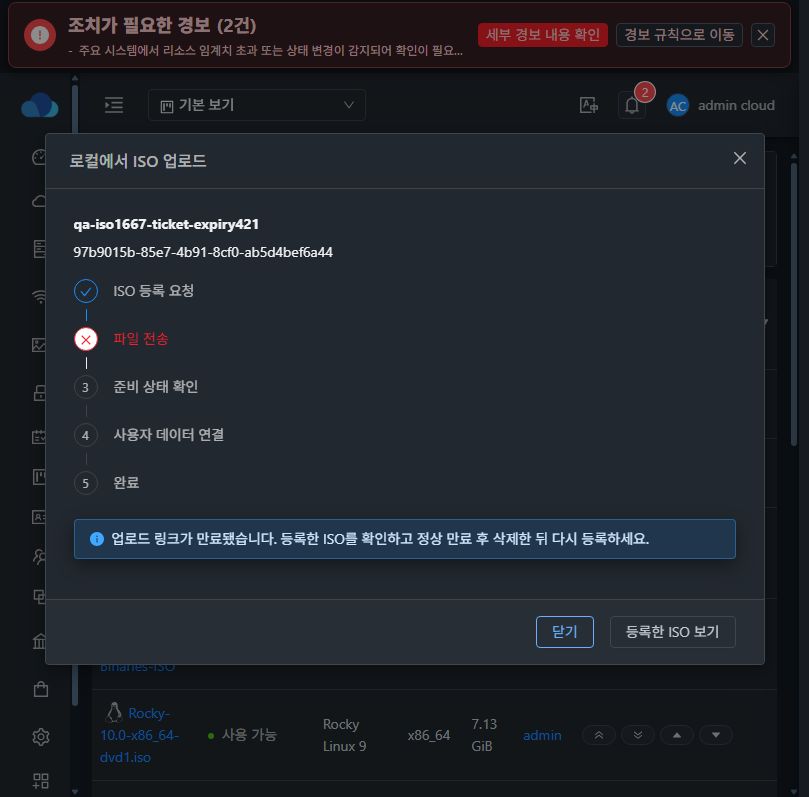 조치가 필요한 경보 (2건)
- 주요 시스템에서 리소스 임계치 초과 또는 상태 변경이 감지되어 확인이 필요...
세부 경보 내용 확인
경보 규칙으로 이동
기본 보기
2
AC
admin cloud
로컬에서 ISO 업로드
qa-iso1667-ticket-expiry421
97b9015b-85e7-4b91-8cf0-ab5d4bef6a44
ISO 등록 요청
파일 전송
3 준비 상태 확인
4 사용자 데이터 연결
5 완료
업로드 링크가 만료됐습니다. 등록한 ISO를 확인하고 정상 만료 후 삭제한 뒤 다시 등록하세요.
닫기
등록한 ISO 보기
Binaries-ISO
Rocky-
10.0-x86_64-
dvd1.iso
사용 가능
Rocky
Linux 9
x86_64
7.13
GiB
admin